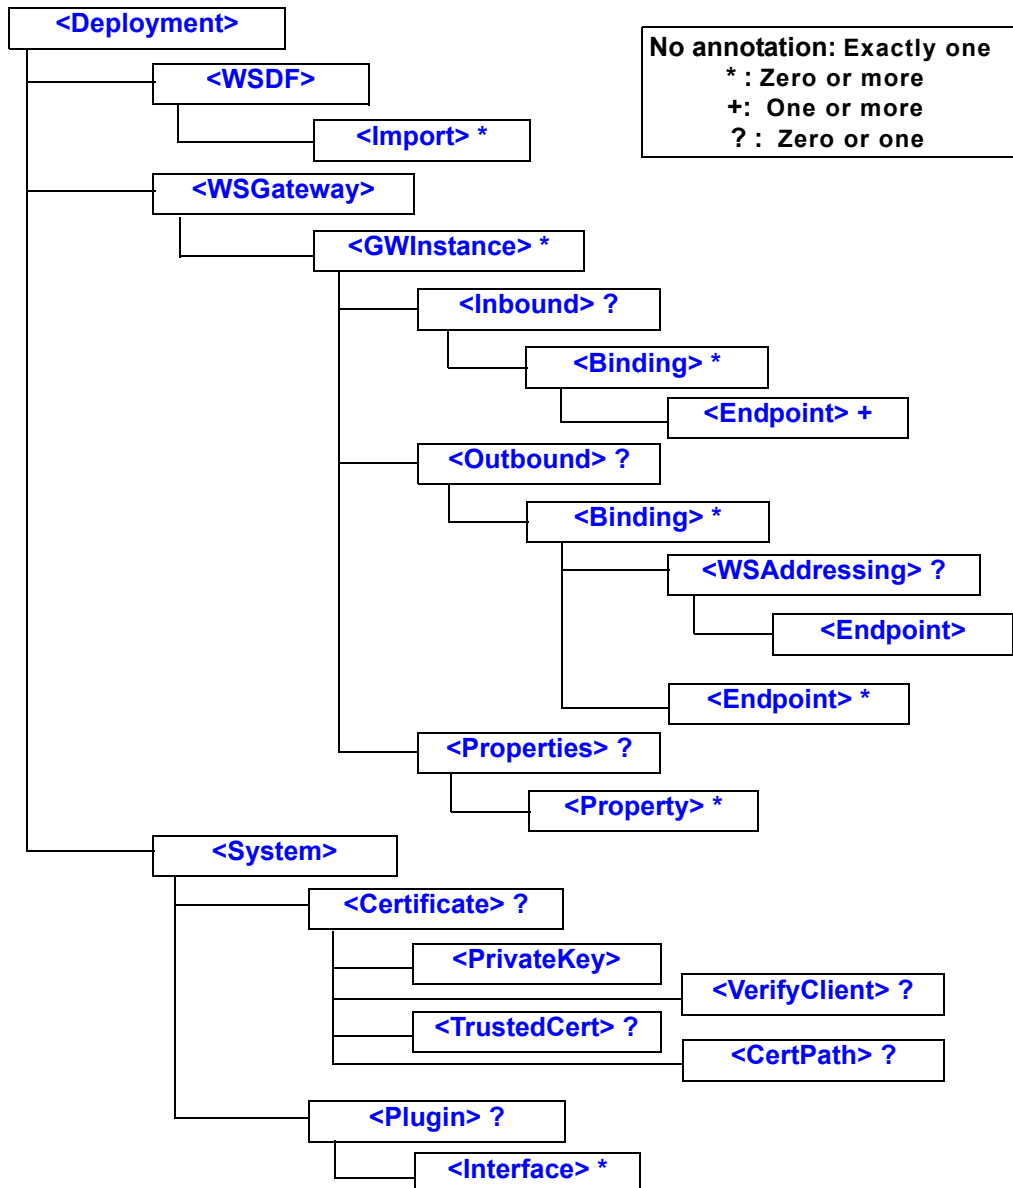 <Deployment>
No annotation: Exactly one
* : Zero or more
+: One or more
? : Zero or one
<WSDF>
<Import> *
<WSGateway>
<GWInstance> *
<Inbound> ?
<Binding> *
<Endpoint> +
<Outbound> ?
<Binding> *
<WSAddressing> ?
<Endpoint>
<Endpoint> *
<Properties> ?
<Property> *
<System>
<Certificate> ?
<PrivateKey>
<VerifyClient> ?
<TrustedCert> ?
<CertPath> ?
<Plugin> ?
<Interface> *